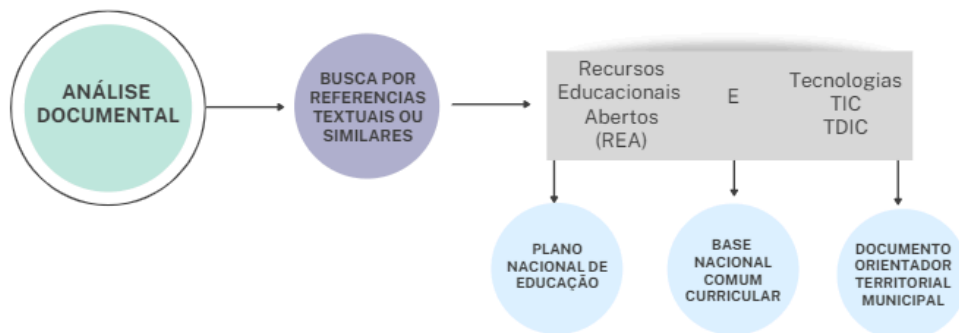 ANÁLISE
DOCUMENTAL
BUSCA POR
REFERENCIAS
TEXTUAIS OU
SIMILARES
Recursos
Educacionais
Abertos
(REA)
E
Tecnologias
TIC
TDIC
PLANO
NACIONAL DE
EDUCAÇÃO
BASE
NACIONAL
COMUM
CURRICULAR
DOCUMENTO
ORIENTADOR
TERRITORIAL
MUNICIPAL